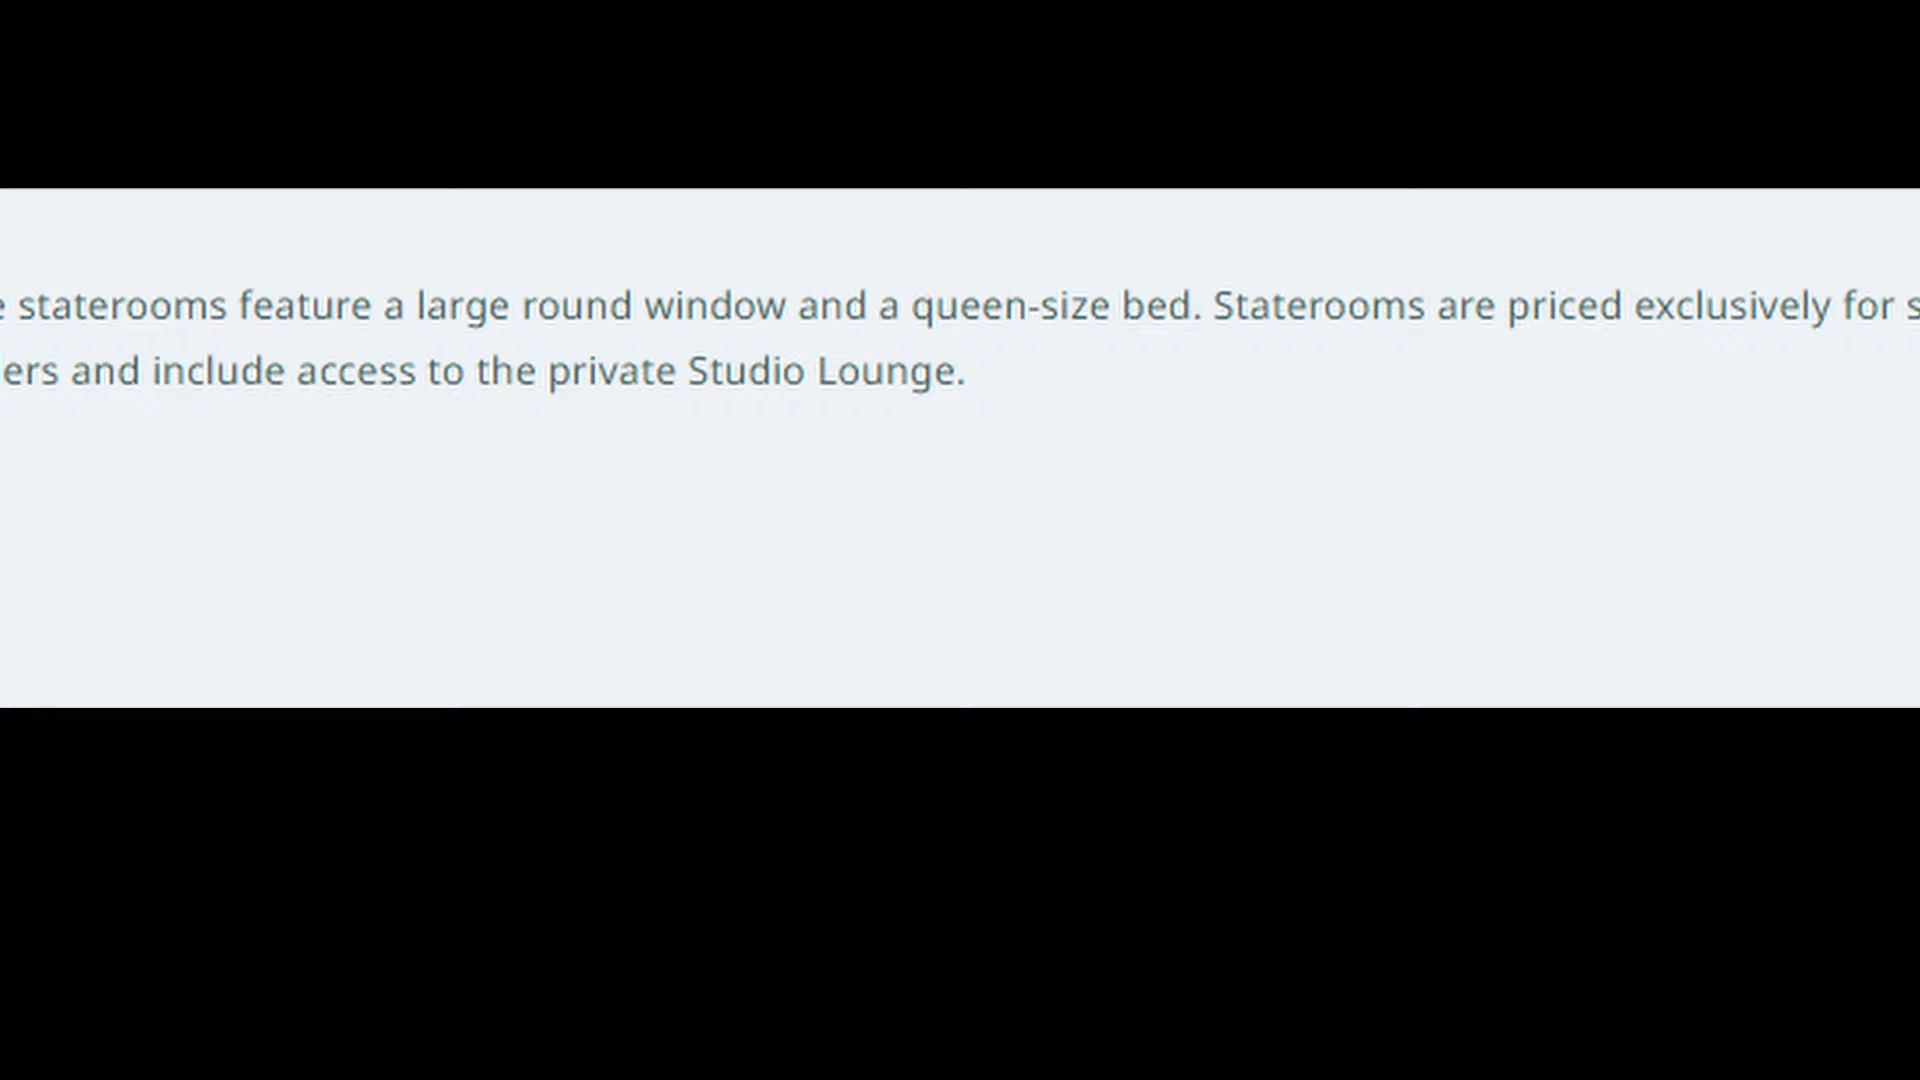 staterooms feature a large round window and a queen-size bed. Staterooms are priced exclusively for
ers and include access to the private Studio Lounge.